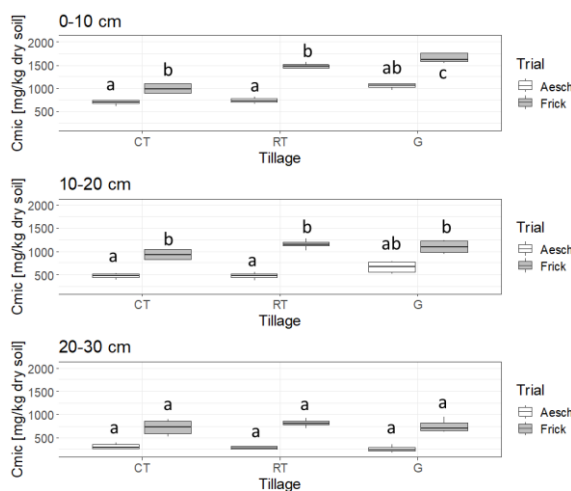 0-10 cm
Cmic [mg/kg dry soil]
2000
1500
1000
500
a b a b ab c
CT RT G
Tillage
Trial
Aesch
Frick
10-20 cm
Cmic [mg/kg dry soil]
2000
1500
1000
500
a b a b ab b
CT RT G
Tillage
Trial
Aesch
Frick
20-30 cm
Cmic [mg/kg dry soil]
2000
1500
1000
500
a a a a a a
CT RT G
Tillage
Trial
Aesch
Frick